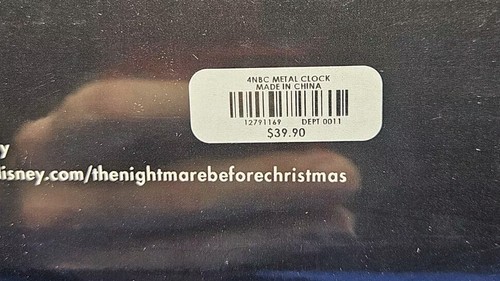 4NBC METAL CLOCK
MADE IN CHINA
12791169 DEPT 0011
$39.90
y
isney.com/thenightmarebeforechristmas